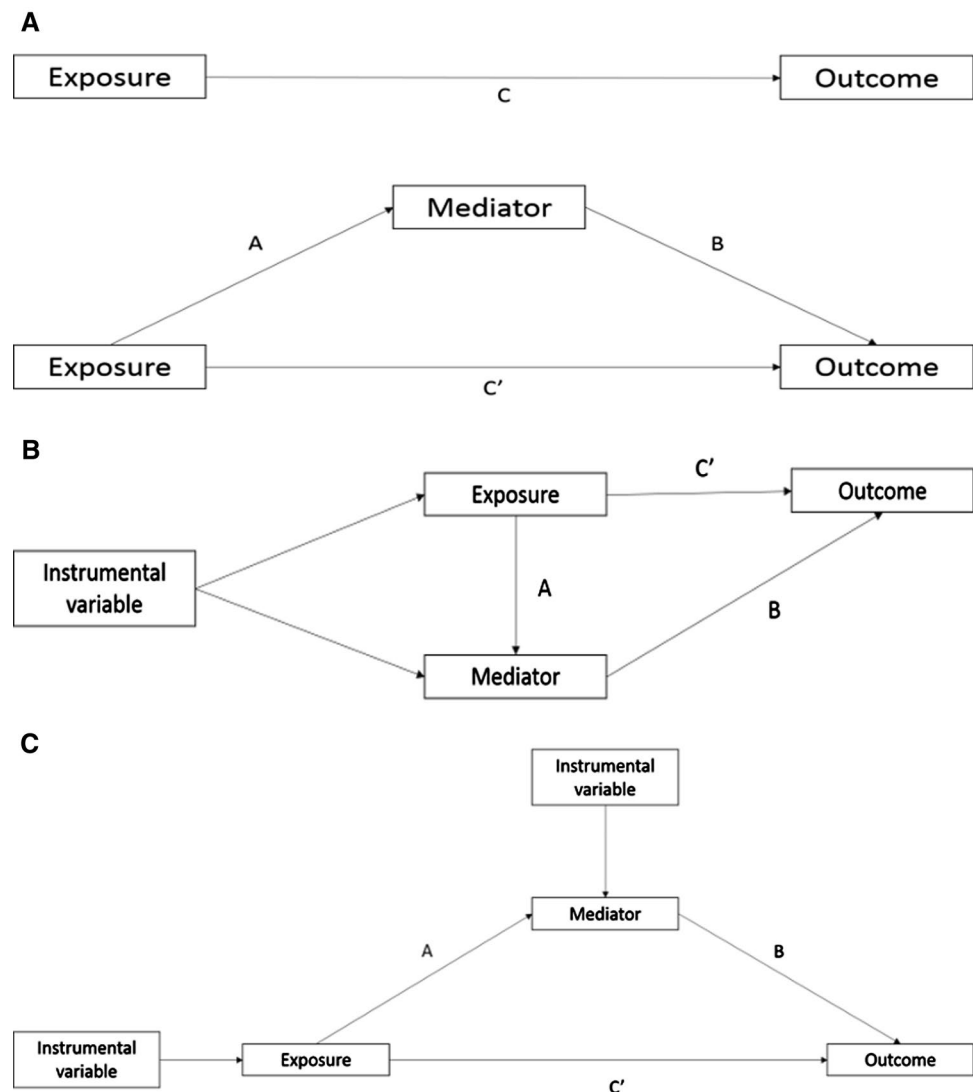 A
Exposure
Outcome
C
Mediator
A
B
Exposure
Outcome
C'
B
C'
Exposure
Outcome
Instrumental
variable
A
B
Mediator
C
Instrumental
variable
Mediator
A
B
Instrumental
variable
Exposure
Outcome
C'